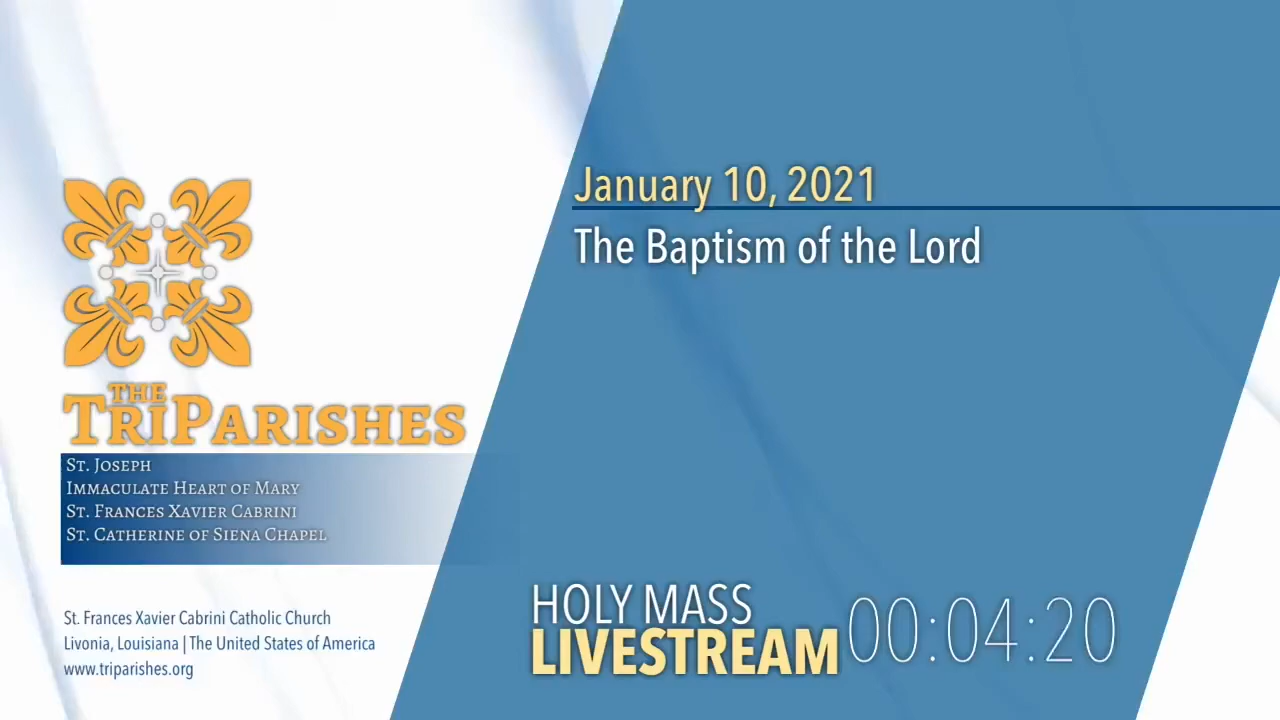 January 10, 2021
The Baptism of the Lord
THE
TRIPARISHES
ST. JOSEPH
IMMACULATE HEART OF MARY
ST. FRANCES XAVIER CABRINI
ST. CATHERINE OF SIENA CHAPEL
St. Frances Xavier Cabrini Catholic Church
Livonia, Louisiana | The United States of America
www.triparishes.org
HOLY MASS
LIVESTREAM 00:04:20